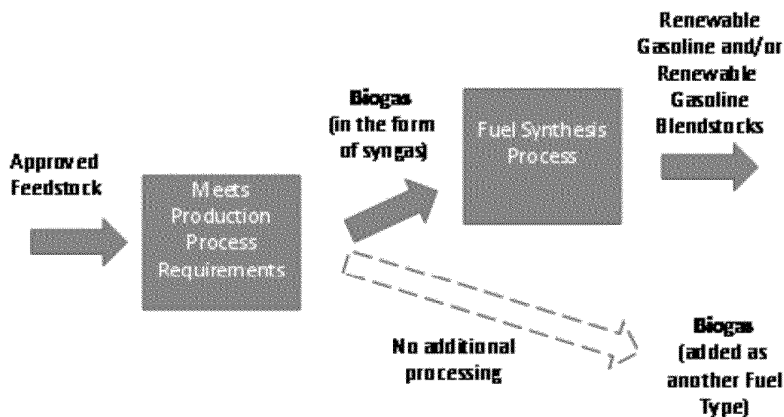 Approved
Feedstock
Meets
Production
Process
Requirements
Biogas
(in the form
of syngas)
Fuel Synthesis
Process
Renewable
Gasoline and/or
Renewable
Gasoline
Blendstocks
No additional
processing
Biogas
(added as
another Fuel
Type)